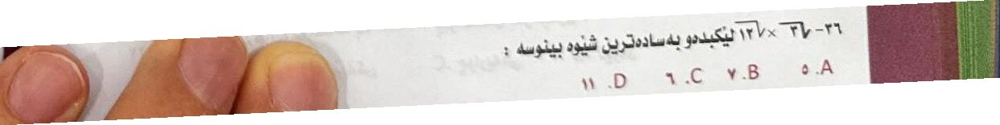 ٣٦- √٣ × √١٢ لێکبدەو بەسادەترین شێوە بینوسە :
٥ .A ٧ .B ٦ .C ١١ .D